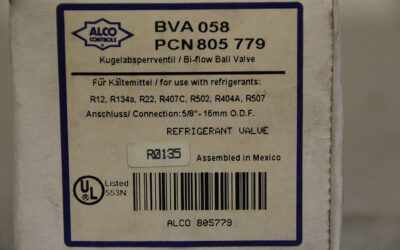 ALCO
CONTROLS
BVA 058
PCN 805 779
Kugelabsperrventil / Bi-flow Ball Valve
Für Kältemittel / for use with refrigerants:
R12, R134a, R22, R407C, R502, R404A, R507
Anschluss/ Connection: 5/8"- 16mm O.D.F.
REFRIGERANT VALVE
R0135
Assembled in Mexico
UL
Listed
553N
ALCO 805779